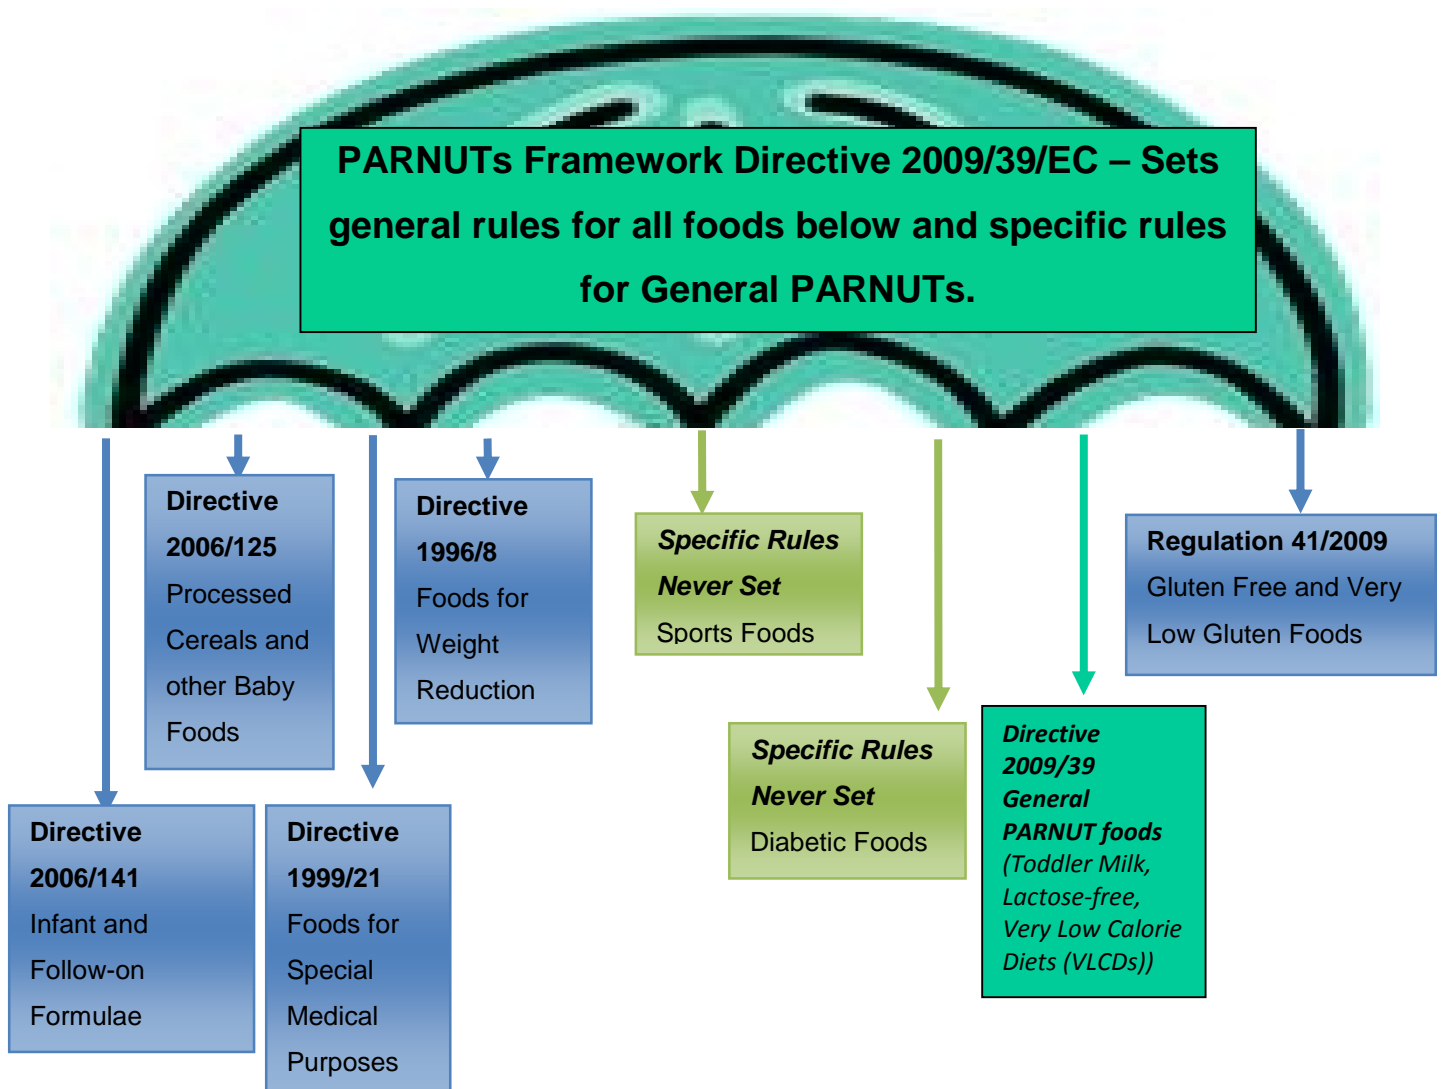 PARNUTs Framework Directive 2009/39/EC – Sets
general rules for all foods below and specific rules
for General PARNUTs.
Directive
2006/125
Processed
Cereals and
other Baby
Foods
Directive
1996/8
Foods for
Weight
Reduction
Specific Rules
Never Set
Sports Foods
Regulation 41/2009
Gluten Free and Very
Low Gluten Foods
Directive
2006/141
Infant and
Follow-on
Formulae
Directive
1999/21
Foods for
Special
Medical
Purposes
Specific Rules
Never Set
Diabetic Foods
Directive
2009/39
General
PARNUT foods
(Toddler Milk,
Lactose-free,
Very Low Calorie
Diets (VLCDs))